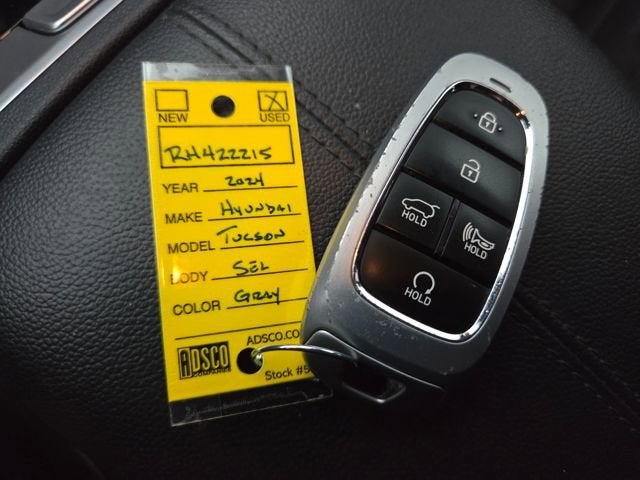 NEW USED
RH422215
YEAR 2024
MAKE HYUNDAI
MODEL TUCSON
BODY SEL
COLOR GRAY
ADSCO.CO
ADSCO
Stock #5
HOLD
HOLD
HOLD